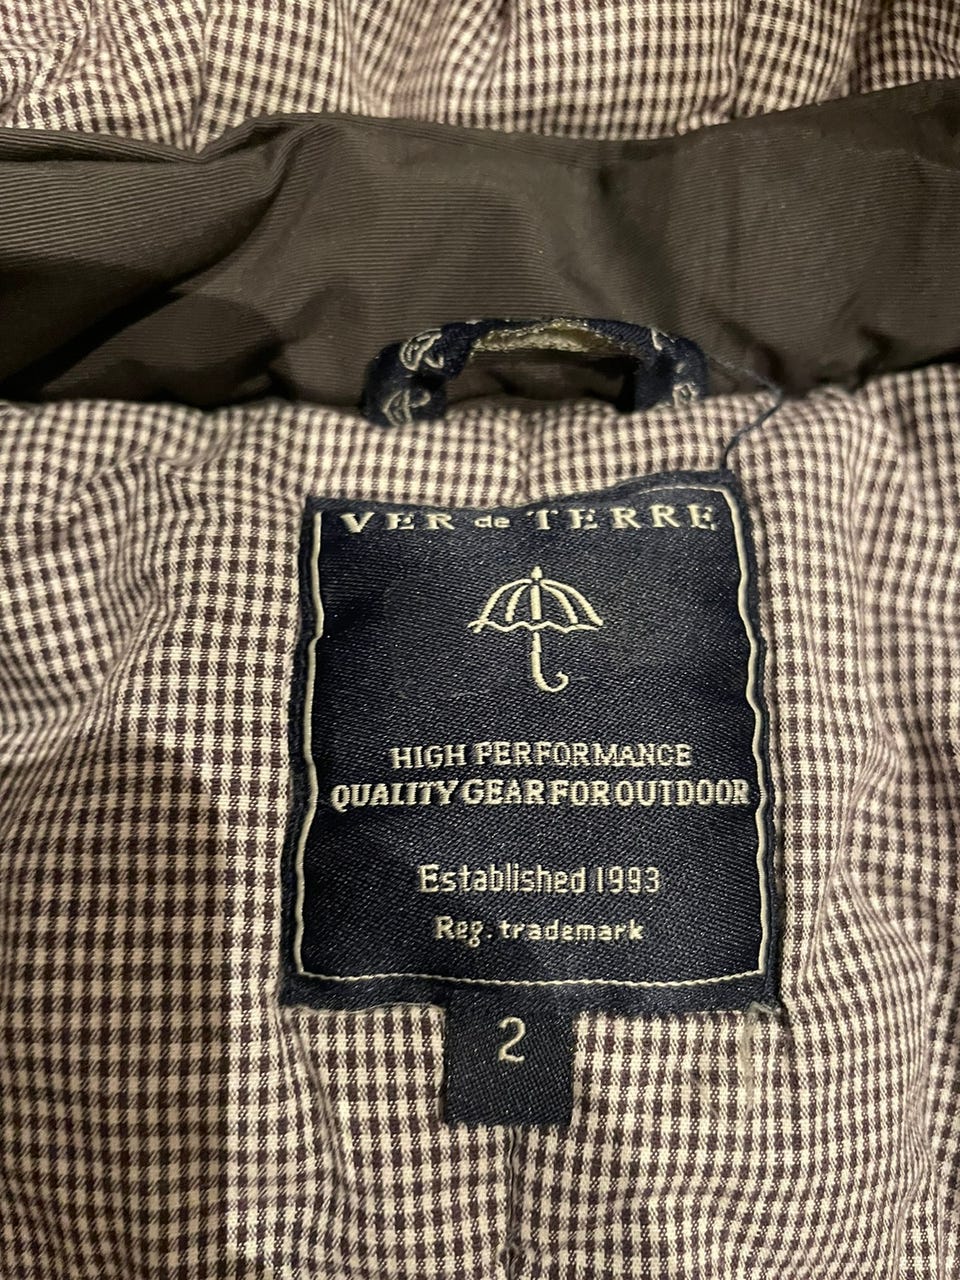 VER de TERRE
HIGH PERFORMANCE
QUALITY GEAR FOR OUTDOOR
Established 1993
Reg. trademark
2